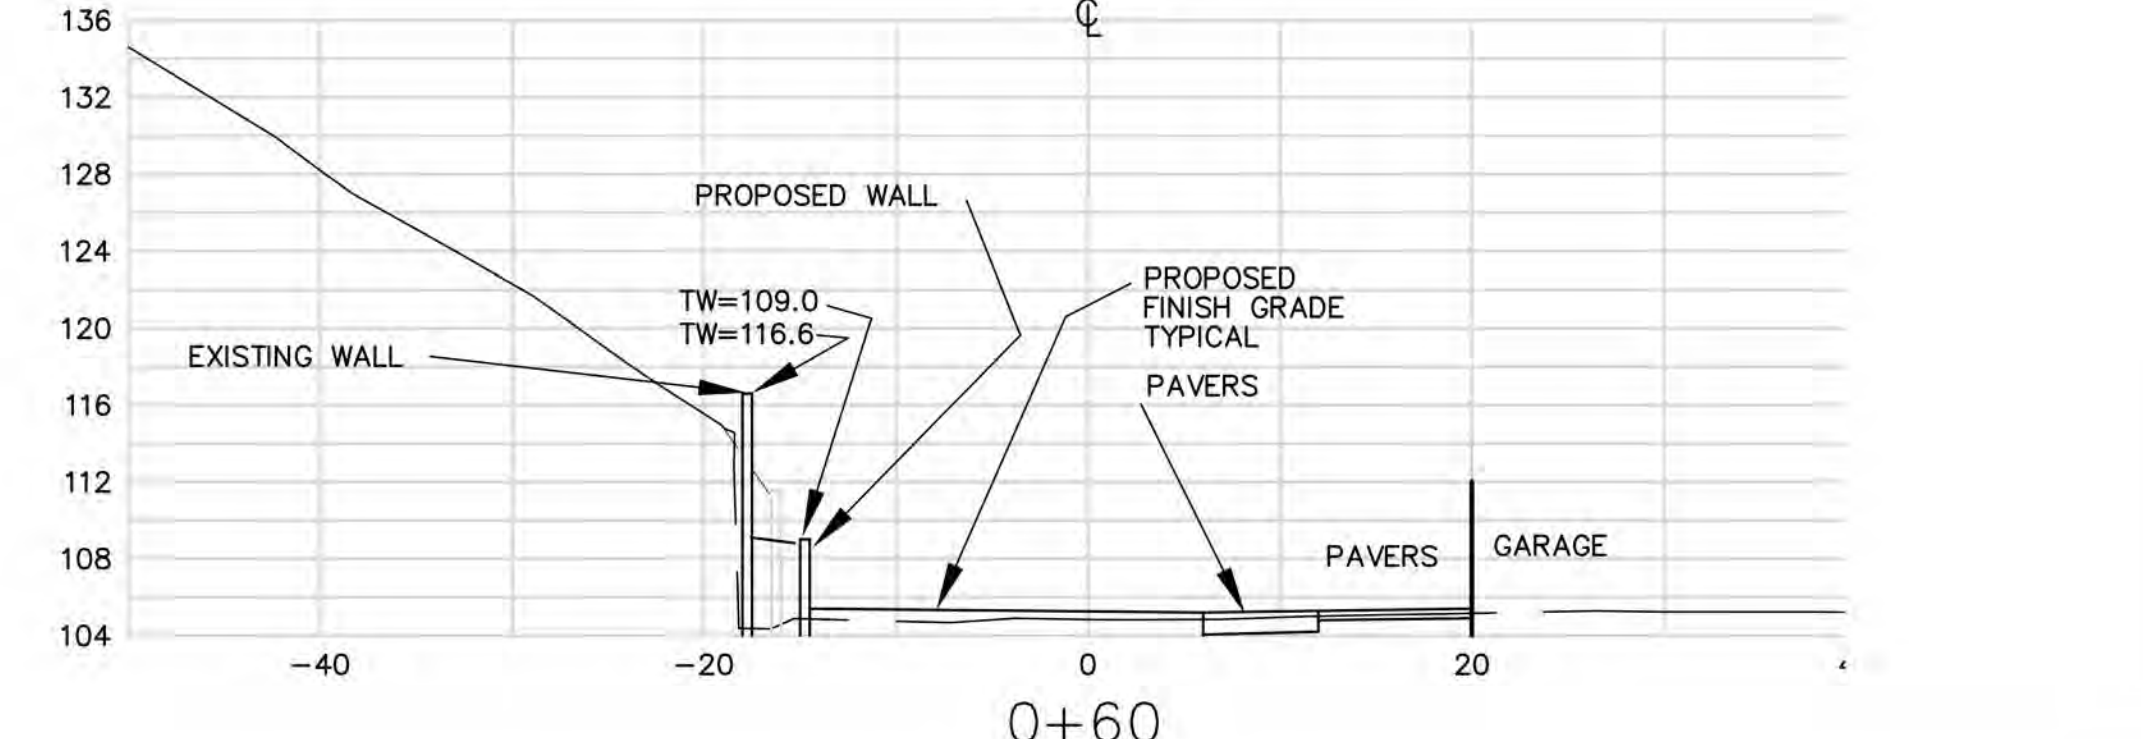 136
132
128
124
120
116
112
108
104
℄
PROPOSED WALL
TW=109.0
TW=116.6
EXISTING WALL
PROPOSED
FINISH GRADE
TYPICAL
PAVERS
PAVERS
GARAGE
-40
-20
0
20
0+60